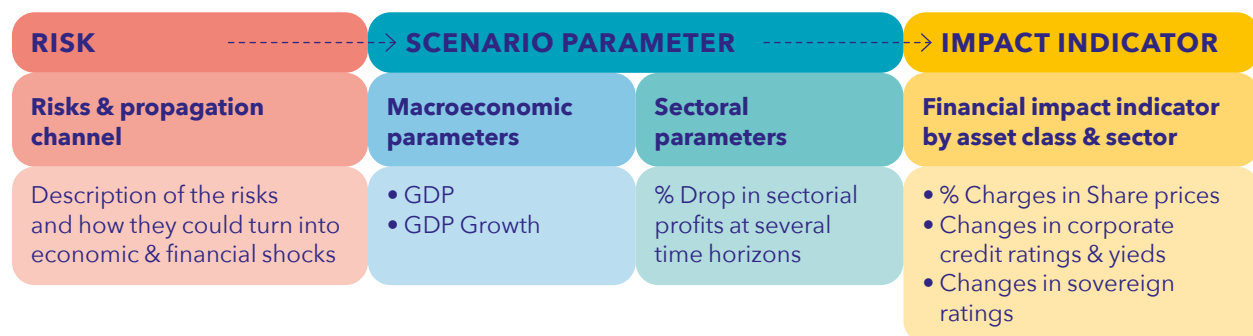 RISK
SCENARIO PARAMETER
IMPACT INDICATOR
Risks & propagation
channel
Macroeconomic
parameters
Sectoral
parameters
Financial impact indicator
by asset class & sector
Description of the risks
and how they could turn into
economic & financial shocks
• GDP
• GDP Growth
% Drop in sectorial
profits at several
time horizons
• % Charges in Share prices
• Changes in corporate
credit ratings & yieds
• Changes in sovereign
ratings